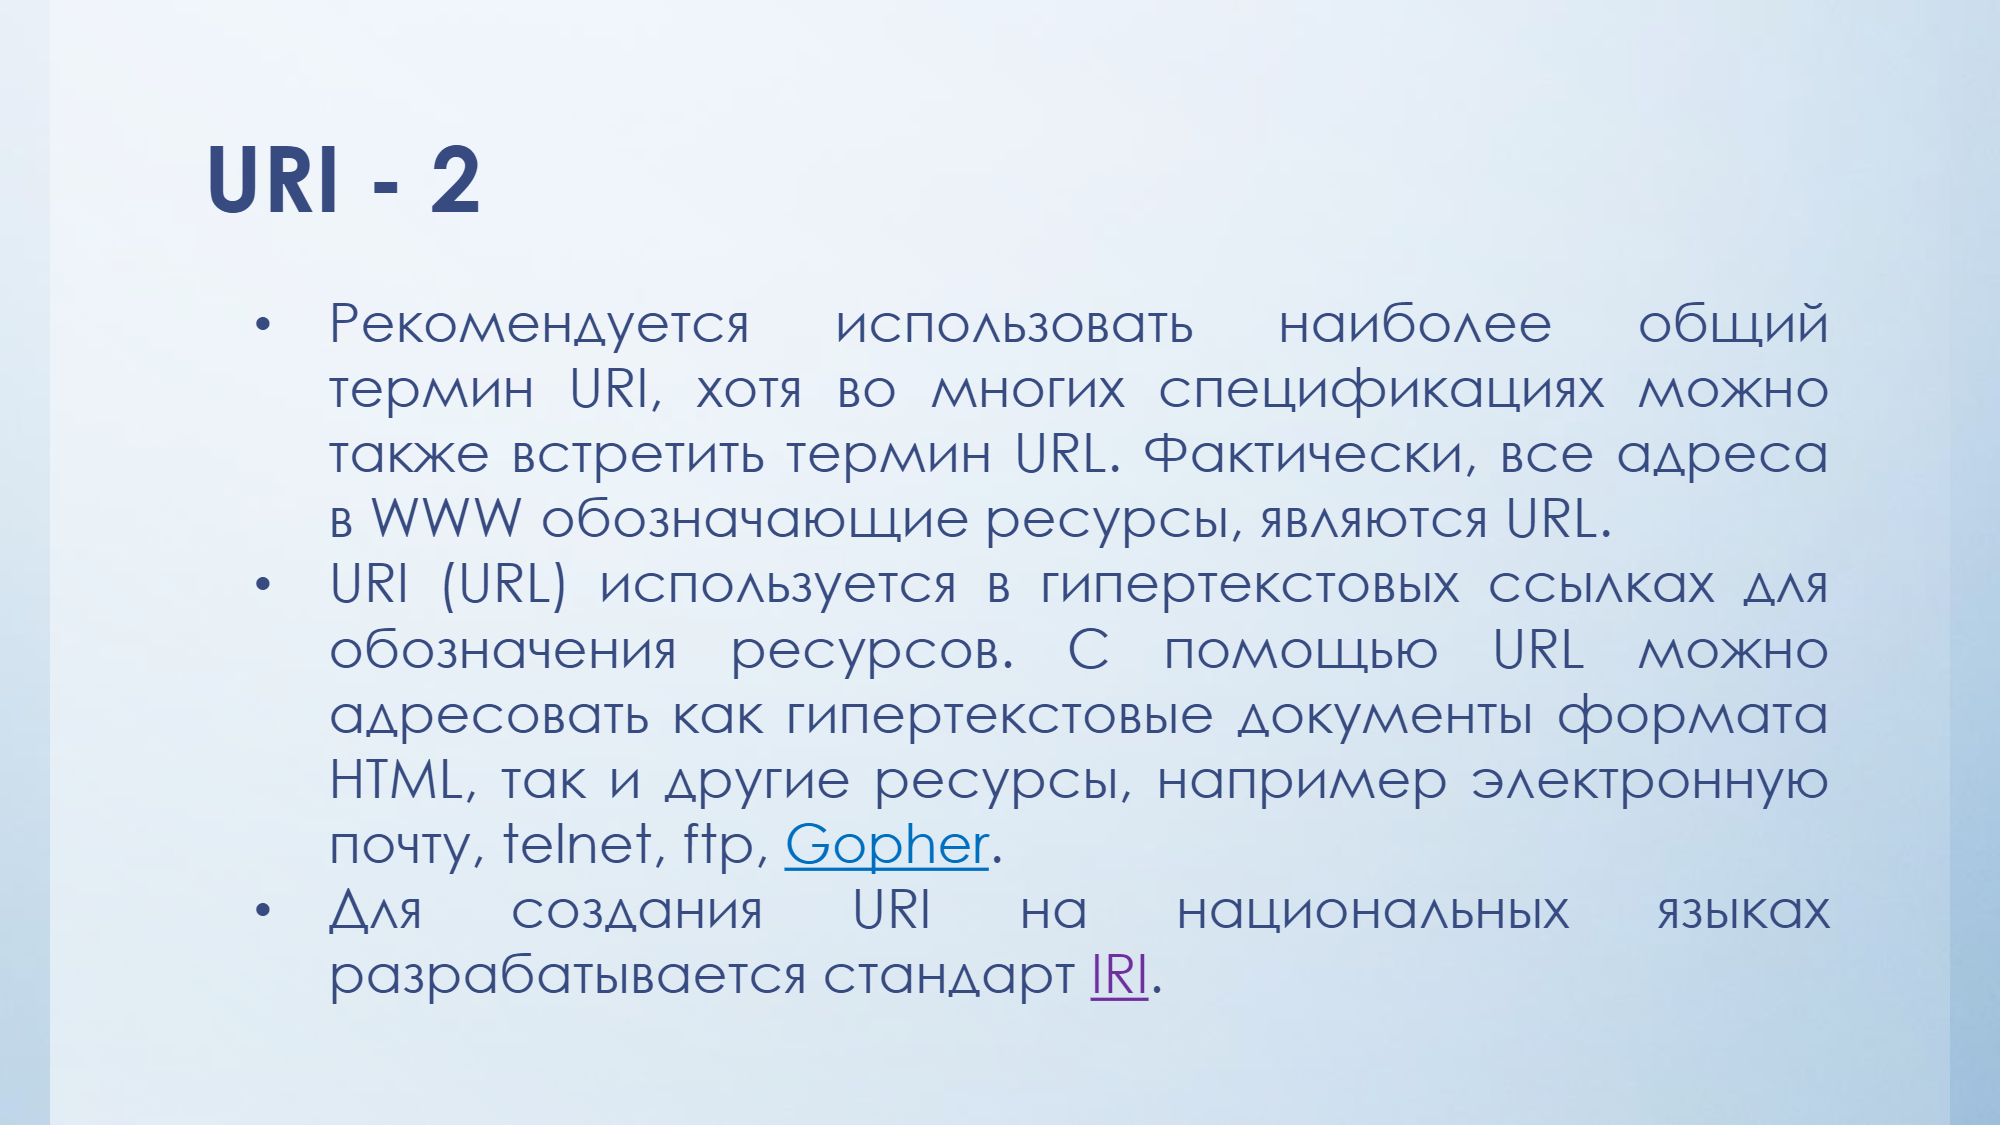 URI - 2
• Рекомендуется использовать наиболее общий
термин URI, хотя во многих спецификациях можно
также встретить термин URL. Фактически, все адреса
в WWW обозначающие ресурсы, являются URL.
• URI (URL) используется в гипертекстовых ссылках для
обозначения ресурсов. С помощью URL можно
адресовать как гипертекстовые документы формата
HTML, так и другие ресурсы, например электронную
почту, telnet, ftp, Gopher.
• Для создания URI на национальных языках
разрабатывается стандарт IRI.